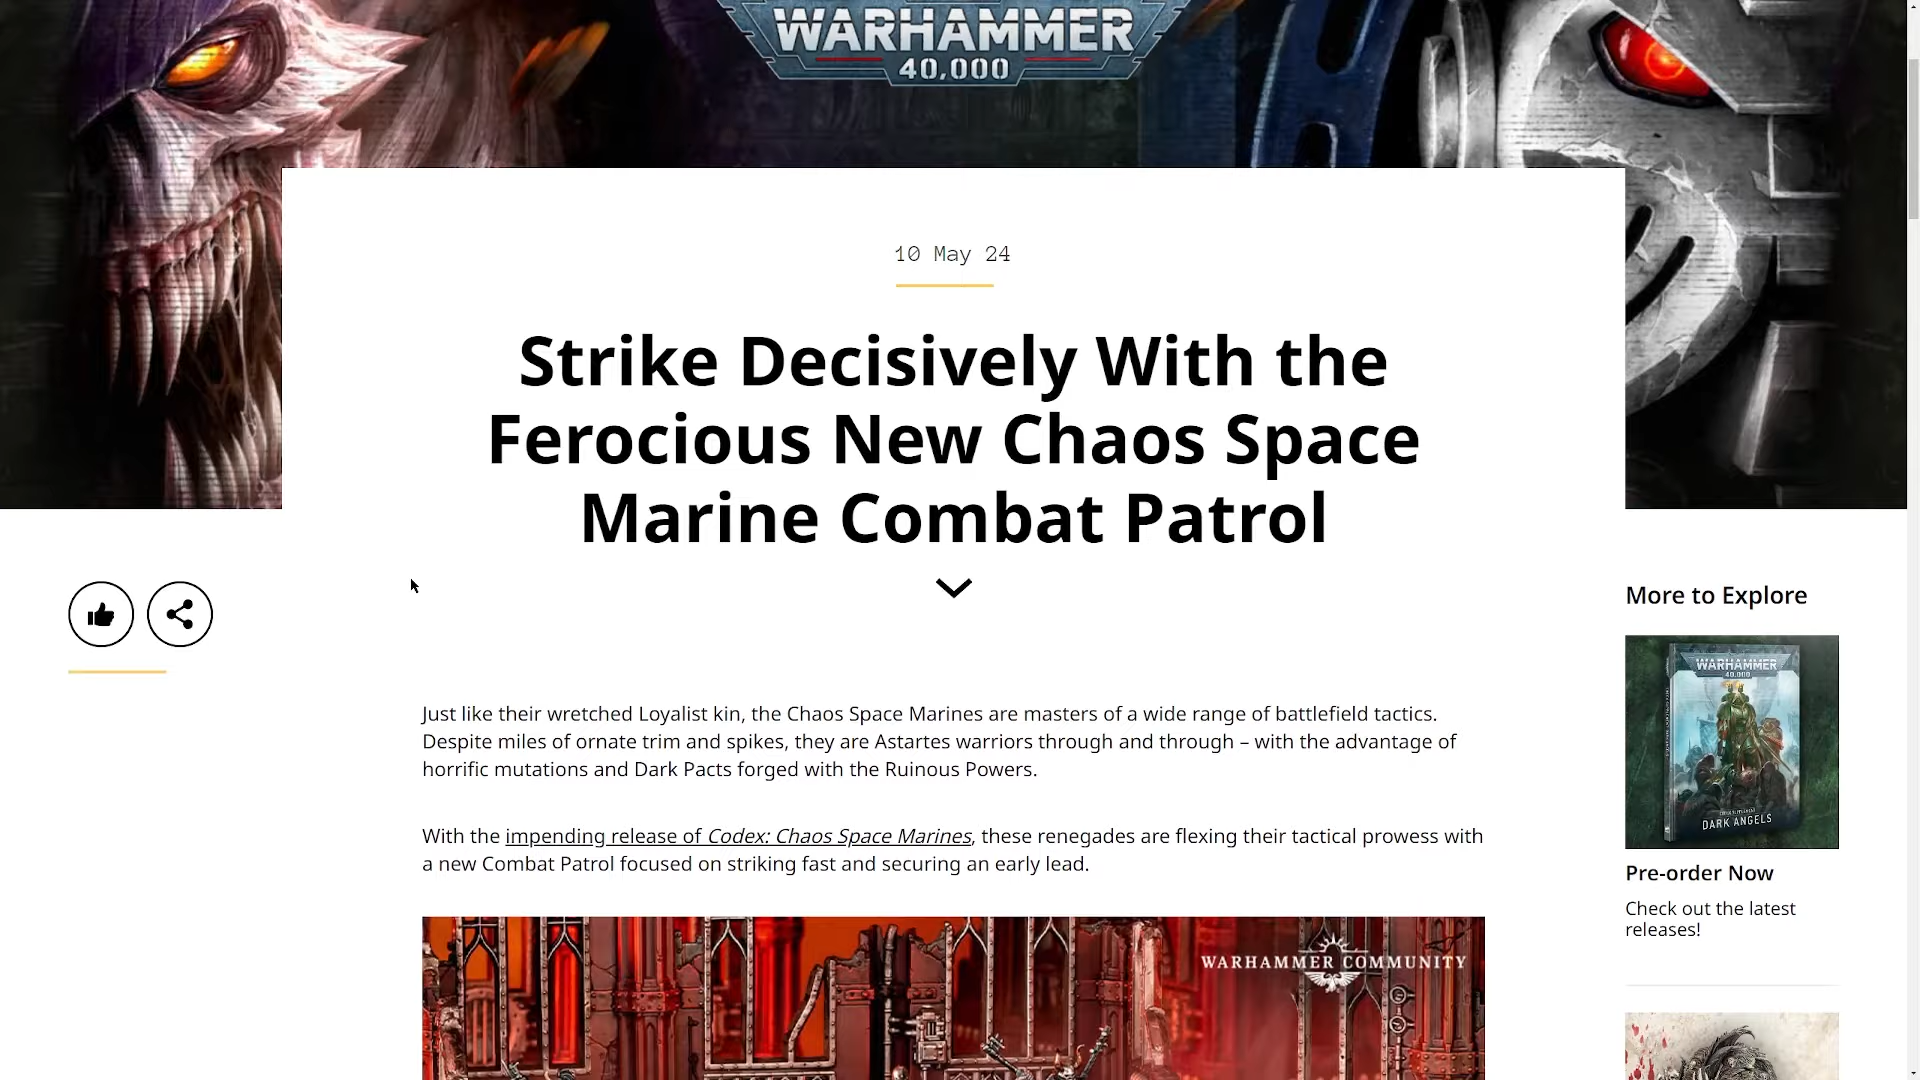 WARHAMMER
40,000
10 May 24
Strike Decisively With the
Ferocious New Chaos Space
Marine Combat Patrol
Just like their wretched Loyalist kin, the Chaos Space Marines are masters of a wide range of battlefield tactics.
Despite miles of ornate trim and spikes, they are Astartes warriors through and through – with the advantage of
horrific mutations and Dark Pacts forged with the Ruinous Powers.
With the impending release of Codex: Chaos Space Marines, these renegades are flexing their tactical prowess with
a new Combat Patrol focused on striking fast and securing an early lead.
WARHAMMER COMMUNITY
More to Explore
WARHAMMER
40,000
DARK ANGELS
Pre-order Now
Check out the latest
releases!